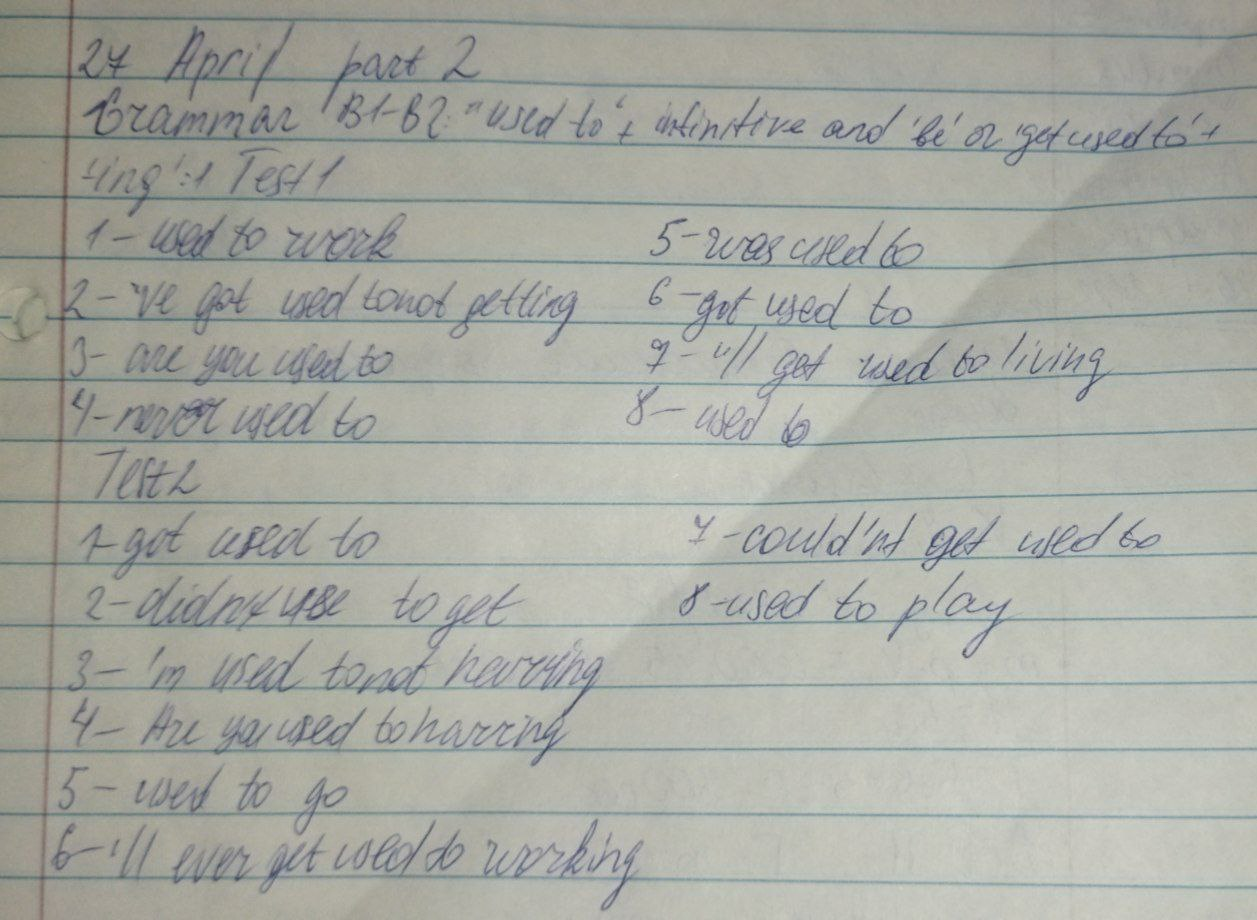 27 April part 2
Grammar B1-B2: "used to" + infinitive and 'be' or 'get used to' +
'ing':1 Test 1
1 - used to work 5 - was used to
2 - 've got used to not getting 6 - got used to
3 - are you used to 7 - 'll get used to living
4 - never used to 8 - used to
Test 2
1 - got used to 7 - could'nt get used to
2 - didn't use to get 8 - used to play
3 - 'm used to not
4 - Are you used to
5 - used to go
6 - 'll ever get used to working